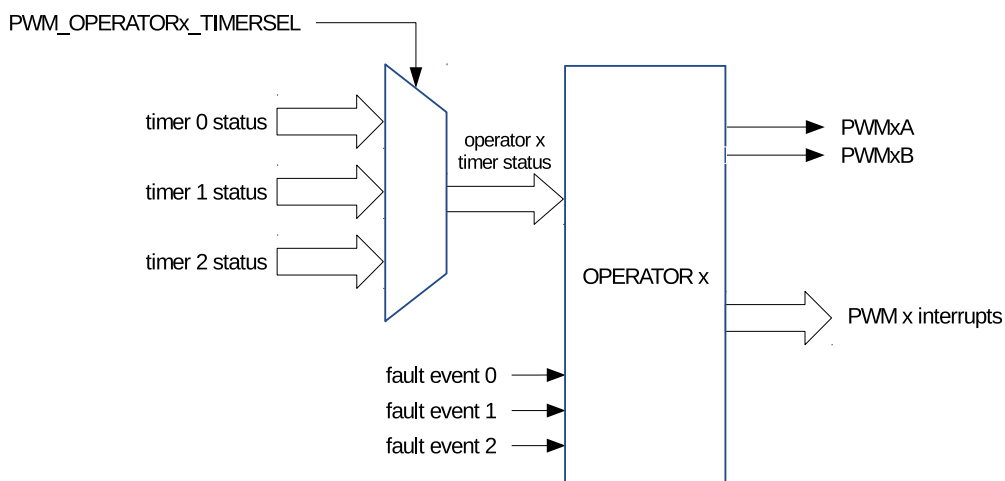 PWM_OPERATORx_TIMERSEL
timer 0 status
timer 1 status
timer 2 status
operator x
timer status
PWMxA
PWMxB
OPERATOR x
PWM x interrupts
fault event 0
fault event 1
fault event 2